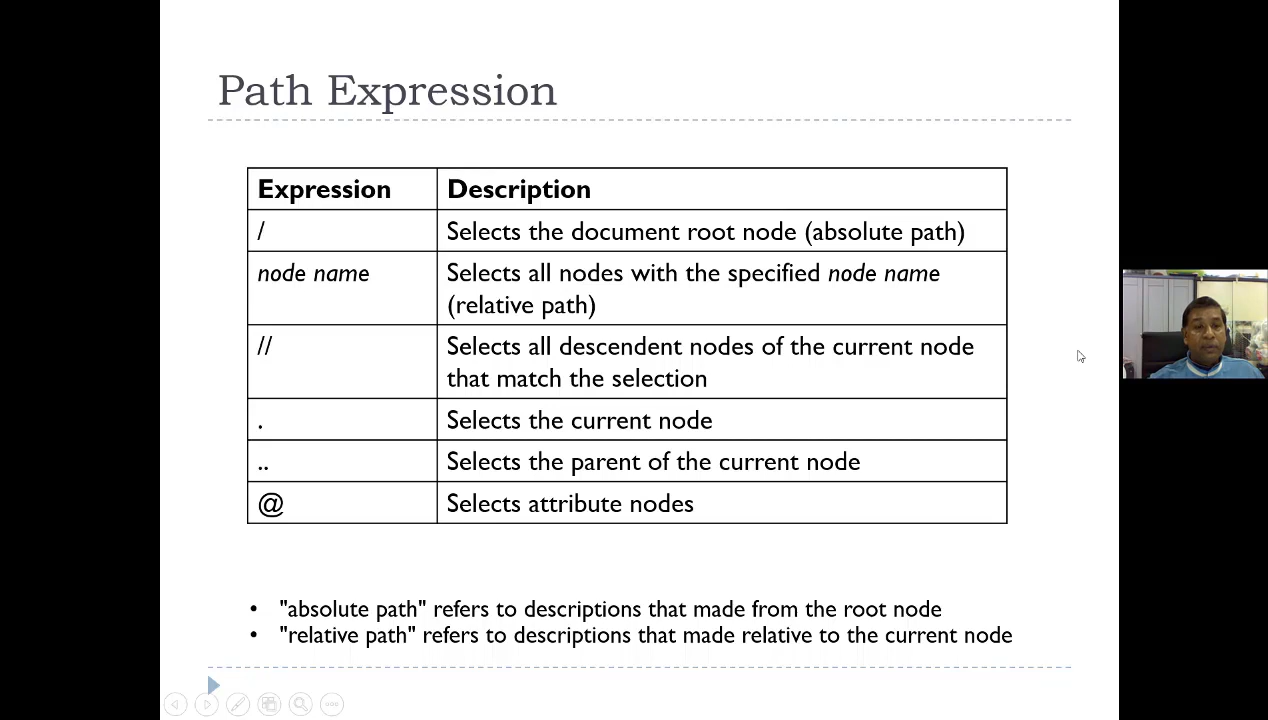 Path Expression
Expression Description
/ Selects the document root node (absolute path)
node name Selects all nodes with the specified node name
(relative path)
// Selects all descendent nodes of the current node
that match the selection
. Selects the current node
.. Selects the parent of the current node
@ Selects attribute nodes
• "absolute path" refers to descriptions that made from the root node
• "relative path" refers to descriptions that made relative to the current node